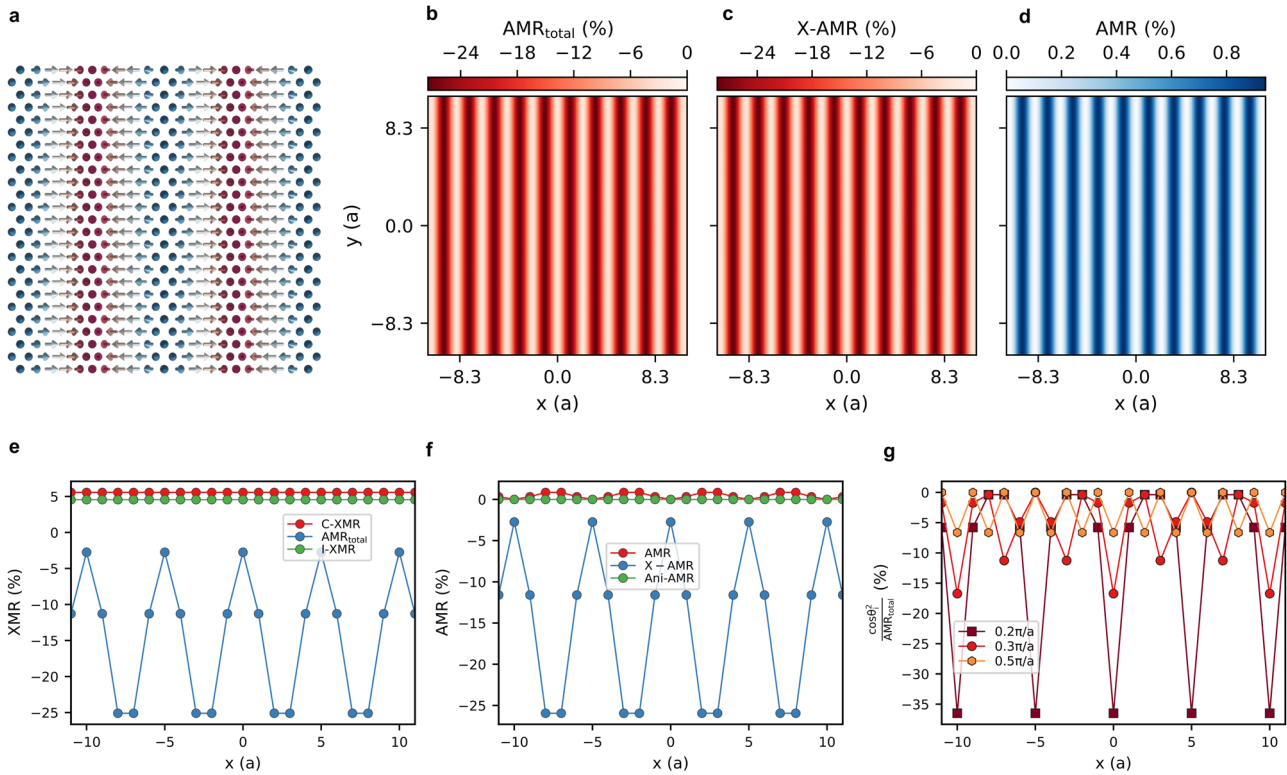 a
b
AMRtotal (%)
−24 −18 −12 −6 0
c
X-AMR (%)
−24 −18 −12 −6 0
d
AMR (%)
0.0 0.2 0.4 0.6 0.8
y (a)
8.3
0.0
−8.3
−8.3 0.0 8.3
x (a)
−8.3 0.0 8.3
x (a)
−8.3 0.0 8.3
x (a)
e
XMR (%)
5
0
−5
−10
−15
−20
−25
C-XMR
AMRtotal
I-XMR
−10 −5 0 5 10
x (a)
f
AMR (%)
0
−5
−10
−15
−20
−25
AMR
X − AMR
Ani-AMR
−10 −5 0 5 10
x (a)
g
cosθi²/AMRtotal (%)
0
−5
−10
−15
−20
−25
−30
−35
0.2π/a
0.3π/a
0.5π/a
−10 −5 0 5 10
x (a)